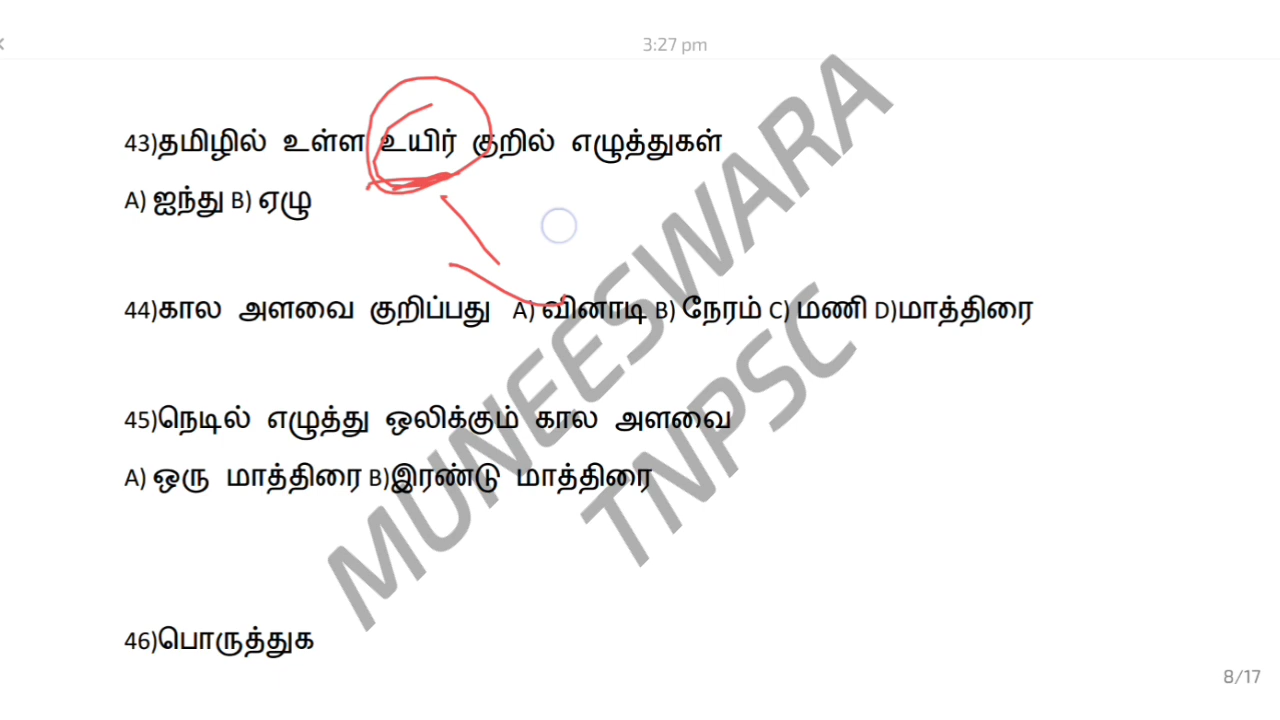 3:27 pm
43)தமிழில் உள்ள உயிர் குறில் எழுத்துகள்
A) ஐந்து B) ஏழு
44)கால அளவை குறிப்பது A) வினாடி B) நேரம் C) மணி D)மாத்திரை
45)நெடில் எழுத்து ஒலிக்கும் கால அளவை
A) ஒரு மாத்திரை B)இரண்டு மாத்திரை
46)பொருத்துக
MUNEESWARA
TNPSC
8/17